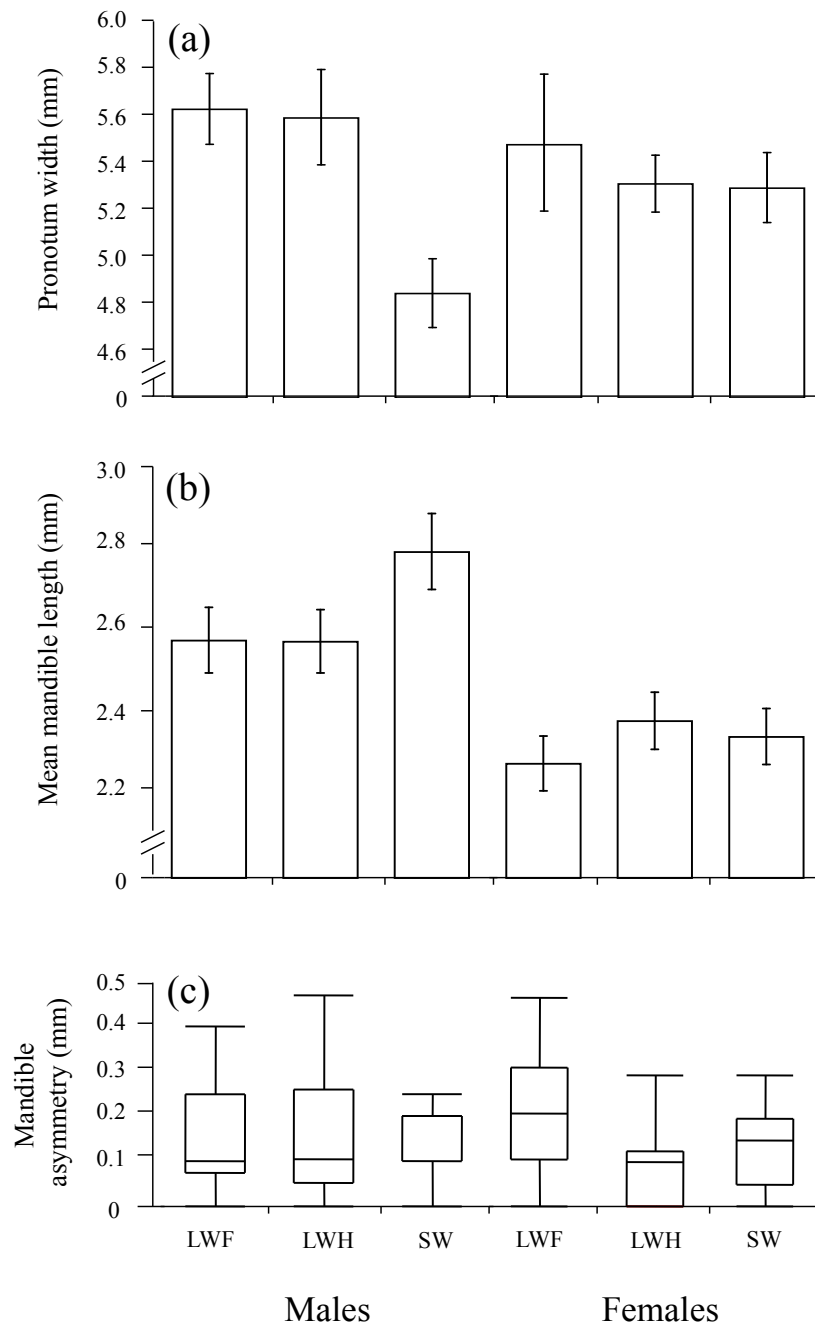 (a)
Pronotum width (mm)
6.0
5.8
5.6
5.4
5.2
5.0
4.8
4.6
0
(b)
Mean mandible length (mm)
3.0
2.8
2.6
2.4
2.2
0
(c)
Mandible
asymmetry (mm)
0.5
0.4
0.3
0.2
0.1
0
LWF LWH SW LWF LWH SW
Males Females